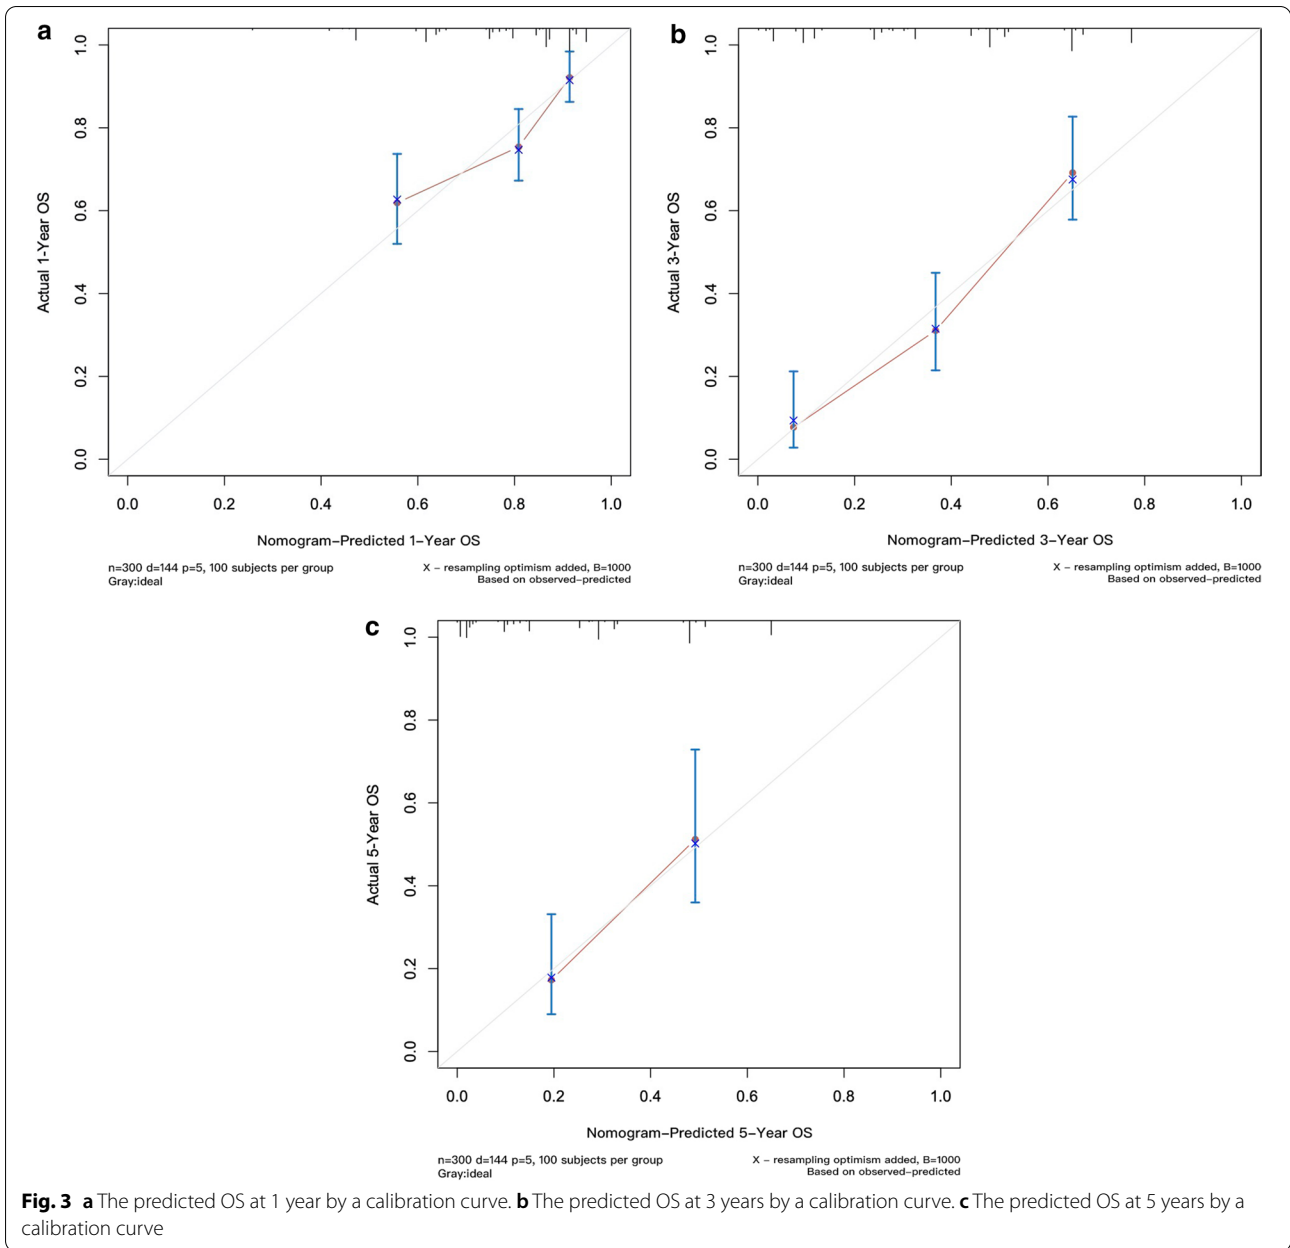 a
1.0
0.8
0.6
0.4
0.2
0.0
Actual 1-Year OS
0.0 0.2 0.4 0.6 0.8 1.0
Nomogram-Predicted 1-Year OS
n=300 d=144 p=5, 100 subjects per group
Gray:ideal
X - resampling optimism added, B=1000
Based on observed-predicted
b
1.0
0.8
0.6
0.4
0.2
0.0
Actual 3-Year OS
0.0 0.2 0.4 0.6 0.8 1.0
Nomogram-Predicted 3-Year OS
n=300 d=144 p=5, 100 subjects per group
Gray:ideal
X - resampling optimism added, B=1000
Based on observed-predicted
c
1.0
0.8
0.6
0.4
0.2
0.0
Actual 5-Year OS
0.0 0.2 0.4 0.6 0.8 1.0
Nomogram-Predicted 5-Year OS
n=300 d=144 p=5, 100 subjects per group
Gray:ideal
X - resampling optimism added, B=1000
Based on observed-predicted
Fig. 3 a The predicted OS at 1 year by a calibration curve. b The predicted OS at 3 years by a calibration curve. c The predicted OS at 5 years by a
calibration curve